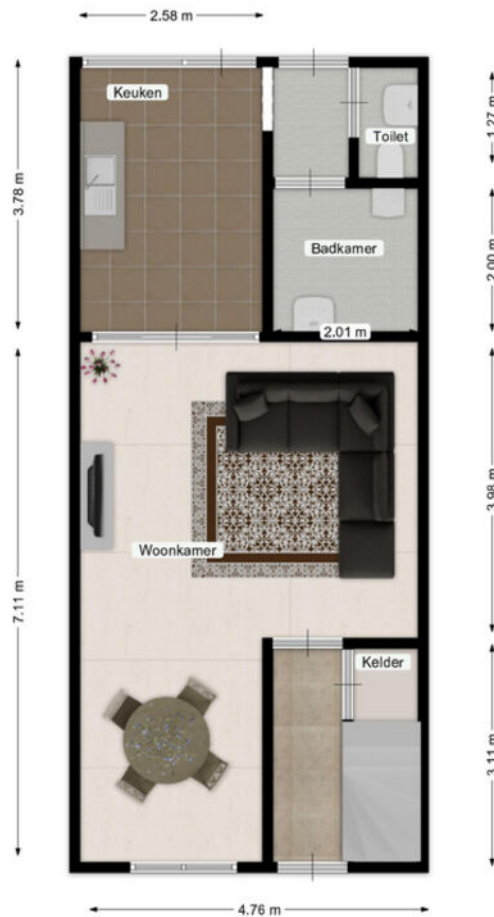 2.58 m
Keuken
1.27 m
Toilet
3.78 m
2.00 m
Badkamer
2.01 m
3.98 m
Woonkamer
7.11 m
Kelder
3.11 m
4.76 m